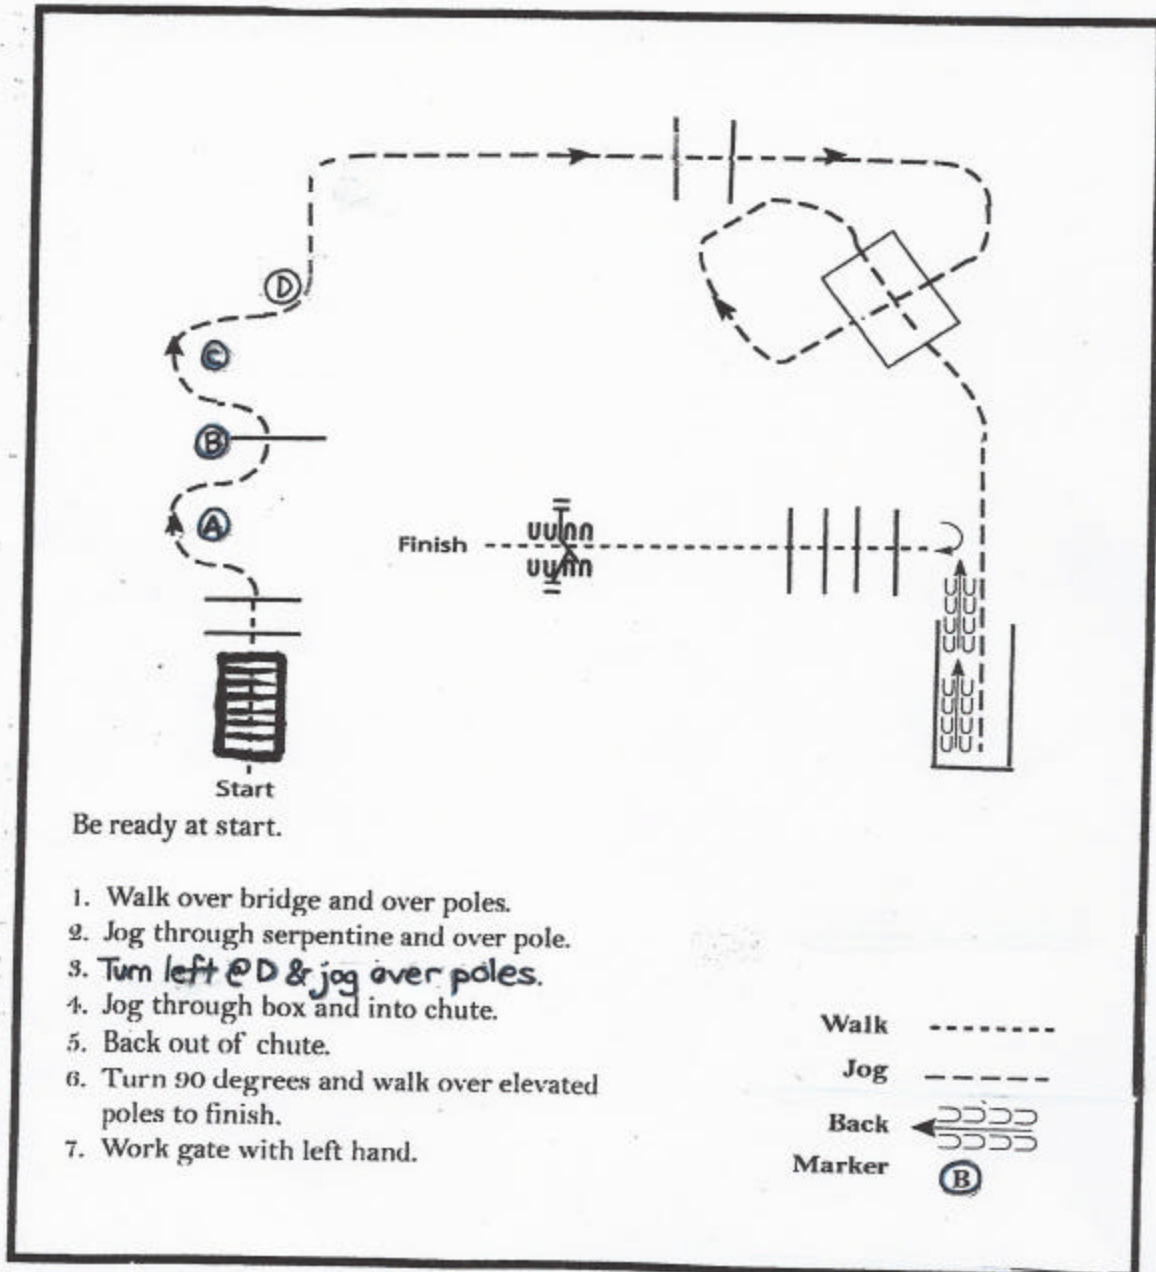 D
C
B
A
Finish
Start
Be ready at start.
1. Walk over bridge and over poles.
2. Jog through serpentine and over pole.
3. Turn left @ D & jog over poles.
4. Jog through box and into chute.
5. Back out of chute.
6. Turn 90 degrees and walk over elevated
poles to finish.
7. Work gate with left hand.
Walk
Jog
Back
Marker B